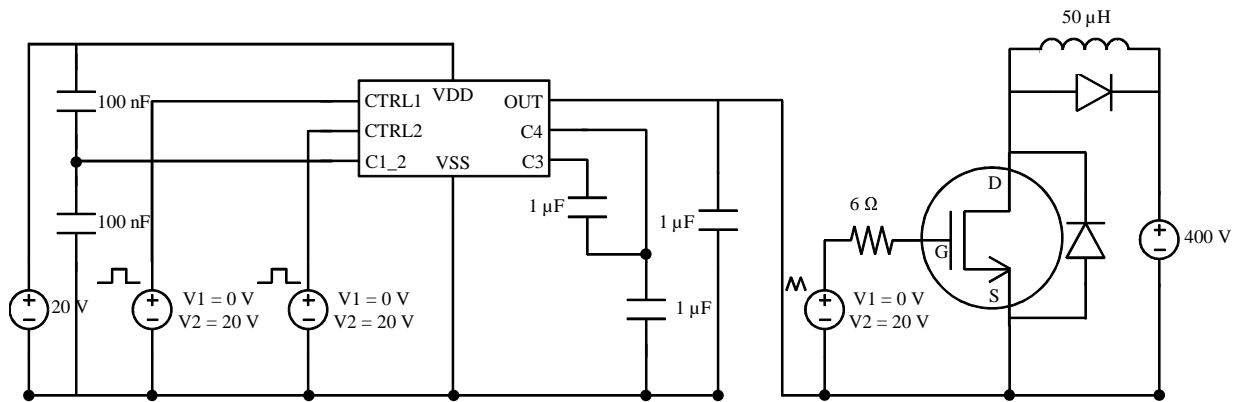 50 µH
100 nF
CTRL1
VDD
OUT
CTRL2
C4
C1_2
VSS
C3
100 nF
1 µF
1 µF
D
6 Ω
G
S
400 V
20 V
V1 = 0 V
V2 = 20 V
V1 = 0 V
V2 = 20 V
1 µF
V1 = 0 V
V2 = 20 V